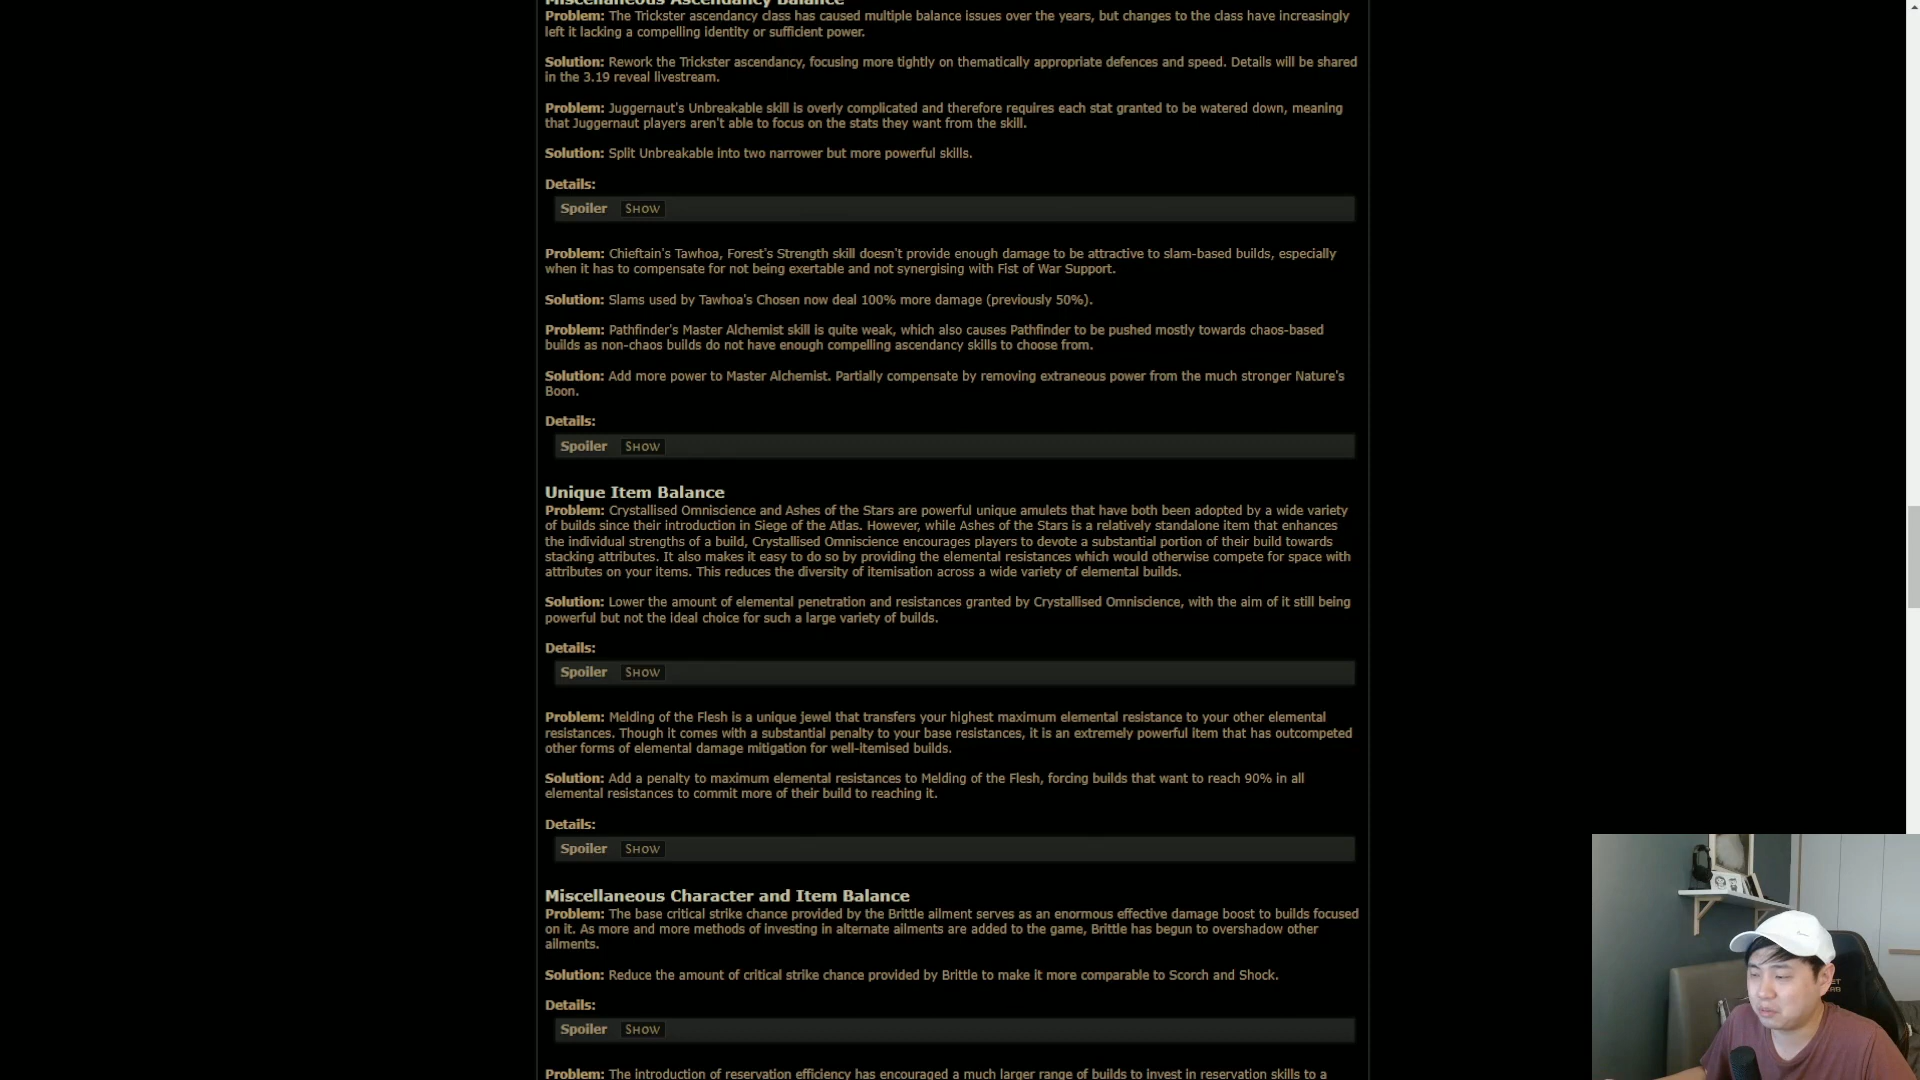 Miscellaneous Ascendancy Balance
Problem: The Trickster ascendancy class has caused multiple balance issues over the years, but changes to the class have increasingly
left it lacking a compelling identity or sufficient power.
Solution: Rework the Trickster ascendancy, focusing more tightly on thematically appropriate defences and speed. Details will be shared
in the 3.19 reveal livestream.
Problem: Juggernaut's Unbreakable skill is overly complicated and therefore requires each stat granted to be watered down, meaning
that Juggernaut players aren't able to focus on the stats they want from the skill.
Solution: Split Unbreakable into two narrower but more powerful skills.
Details:
Spoiler SHOW
Problem: Chieftain's Tawhoa, Forest's Strength skill doesn't provide enough damage to be attractive to slam-based builds, especially
when it has to compensate for not being exertable and not synergising with Fist of War Support.
Solution: Slams used by Tawhoa's Chosen now deal 100% more damage (previously 50%).
Problem: Pathfinder's Master Alchemist skill is quite weak, which also causes Pathfinder to be pushed mostly towards chaos-based
builds as non-chaos builds do not have enough compelling ascendancy skills to choose from.
Solution: Add more power to Master Alchemist. Partially compensate by removing extraneous power from the much stronger Nature's
Boon.
Details:
Spoiler SHOW
Unique Item Balance
Problem: Crystallised Omniscience and Ashes of the Stars are powerful unique amulets that have both been adopted by a wide variety
of builds since their introduction in Siege of the Atlas. However, while Ashes of the Stars is a relatively standalone item that enhances
the individual strengths of a build, Crystallised Omniscience encourages players to devote a substantial portion of their build towards
stacking attributes. It also makes it easy to do so by providing the elemental resistances which would otherwise compete for space with
attributes on your items. This reduces the diversity of itemisation across a wide variety of elemental builds.
Solution: Lower the amount of elemental penetration and resistances granted by Crystallised Omniscience, with the aim of it still being
powerful but not the ideal choice for such a large variety of builds.
Details:
Spoiler SHOW
Problem: Melding of the Flesh is a unique jewel that transfers your highest maximum elemental resistance to your other elemental
resistances. Though it comes with a substantial penalty to your base resistances, it is an extremely powerful item that has outcompeted
other forms of elemental damage mitigation for well-itemised builds.
Solution: Add a penalty to maximum elemental resistances to Melding of the Flesh, forcing builds that want to reach 90% in all
elemental resistances to commit more of their build to reaching it.
Details:
Spoiler SHOW
Miscellaneous Character and Item Balance
Problem: The base critical strike chance provided by the Brittle ailment serves as an enormous effective damage boost to builds focused
on it. As more and more methods of investing in alternate ailments are added to the game, Brittle has begun to overshadow other
ailments.
Solution: Reduce the amount of critical strike chance provided by Brittle to make it more comparable to Scorch and Shock.
Details:
Spoiler SHOW
Problem: The introduction of reservation efficiency has encouraged a much larger range of builds to invest in reservation skills to a